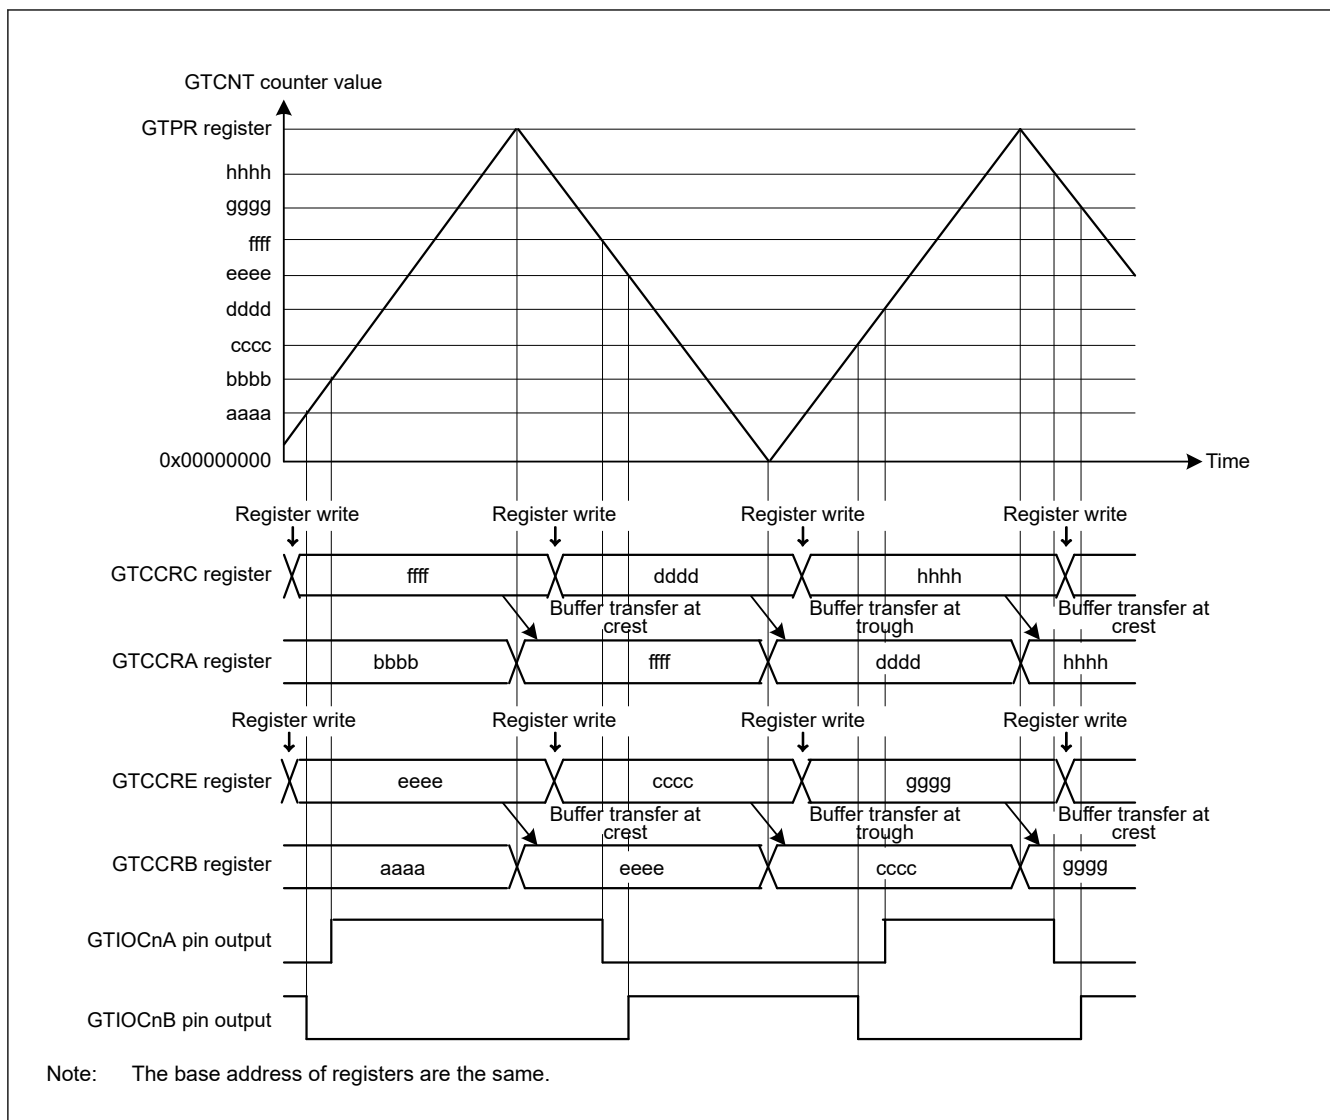 GTCNT counter value
GTPR register
hhhh
gggg
ffff
eeee
dddd
cccc
bbbb
aaaa
0x00000000
Time
Register write Register write Register write Register write
GTCCRC register ffff dddd hhhh
Buffer transfer at crest Buffer transfer at trough Buffer transfer at crest
GTCCRA register bbbb ffff dddd hhhh
Register write Register write Register write Register write
GTCCRE register eeee cccc gggg
Buffer transfer at crest Buffer transfer at trough Buffer transfer at crest
GTCCRB register aaaa eeee cccc gggg
GTIOCnA pin output
GTIOCnB pin output
Note: The base address of registers are the same.